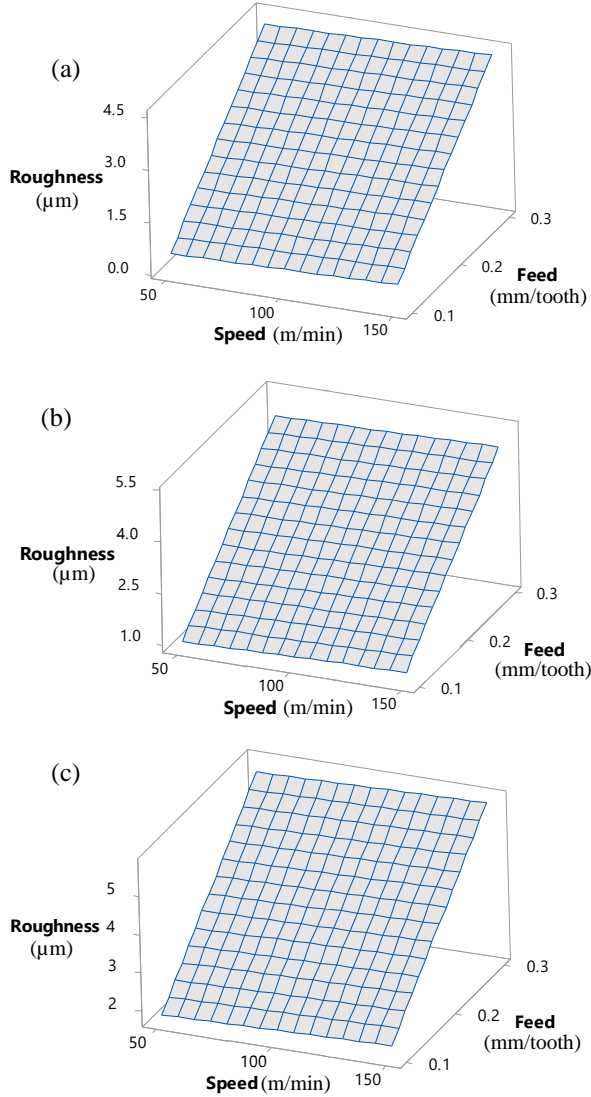 (a)
4.5
3.0
Roughness
(µm)
1.5
0.0
50
100
150
Speed (m/min)
0.3
0.2
0.1
Feed
(mm/tooth)
(b)
5.5
4.0
Roughness
(µm)
2.5
1.0
50
100
150
Speed (m/min)
0.3
0.2
0.1
Feed
(mm/tooth)
(c)
5
4
Roughness
(µm)
3
2
50
100
150
Speed (m/min)
0.3
0.2
0.1
Feed
(mm/tooth)